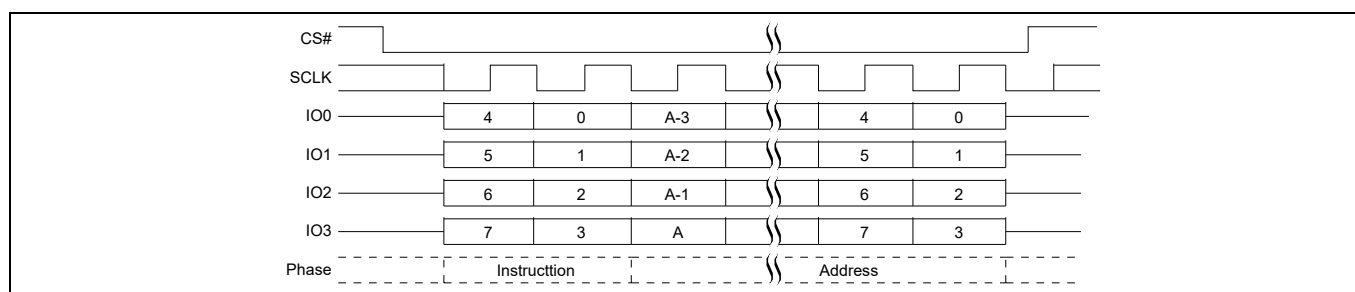 CS#
SCLK
IO0 4 0 A-3 4 0
IO1 5 1 A-2 5 1
IO2 6 2 A-1 6 2
IO3 7 3 A 7 3
Phase Instructtion Address